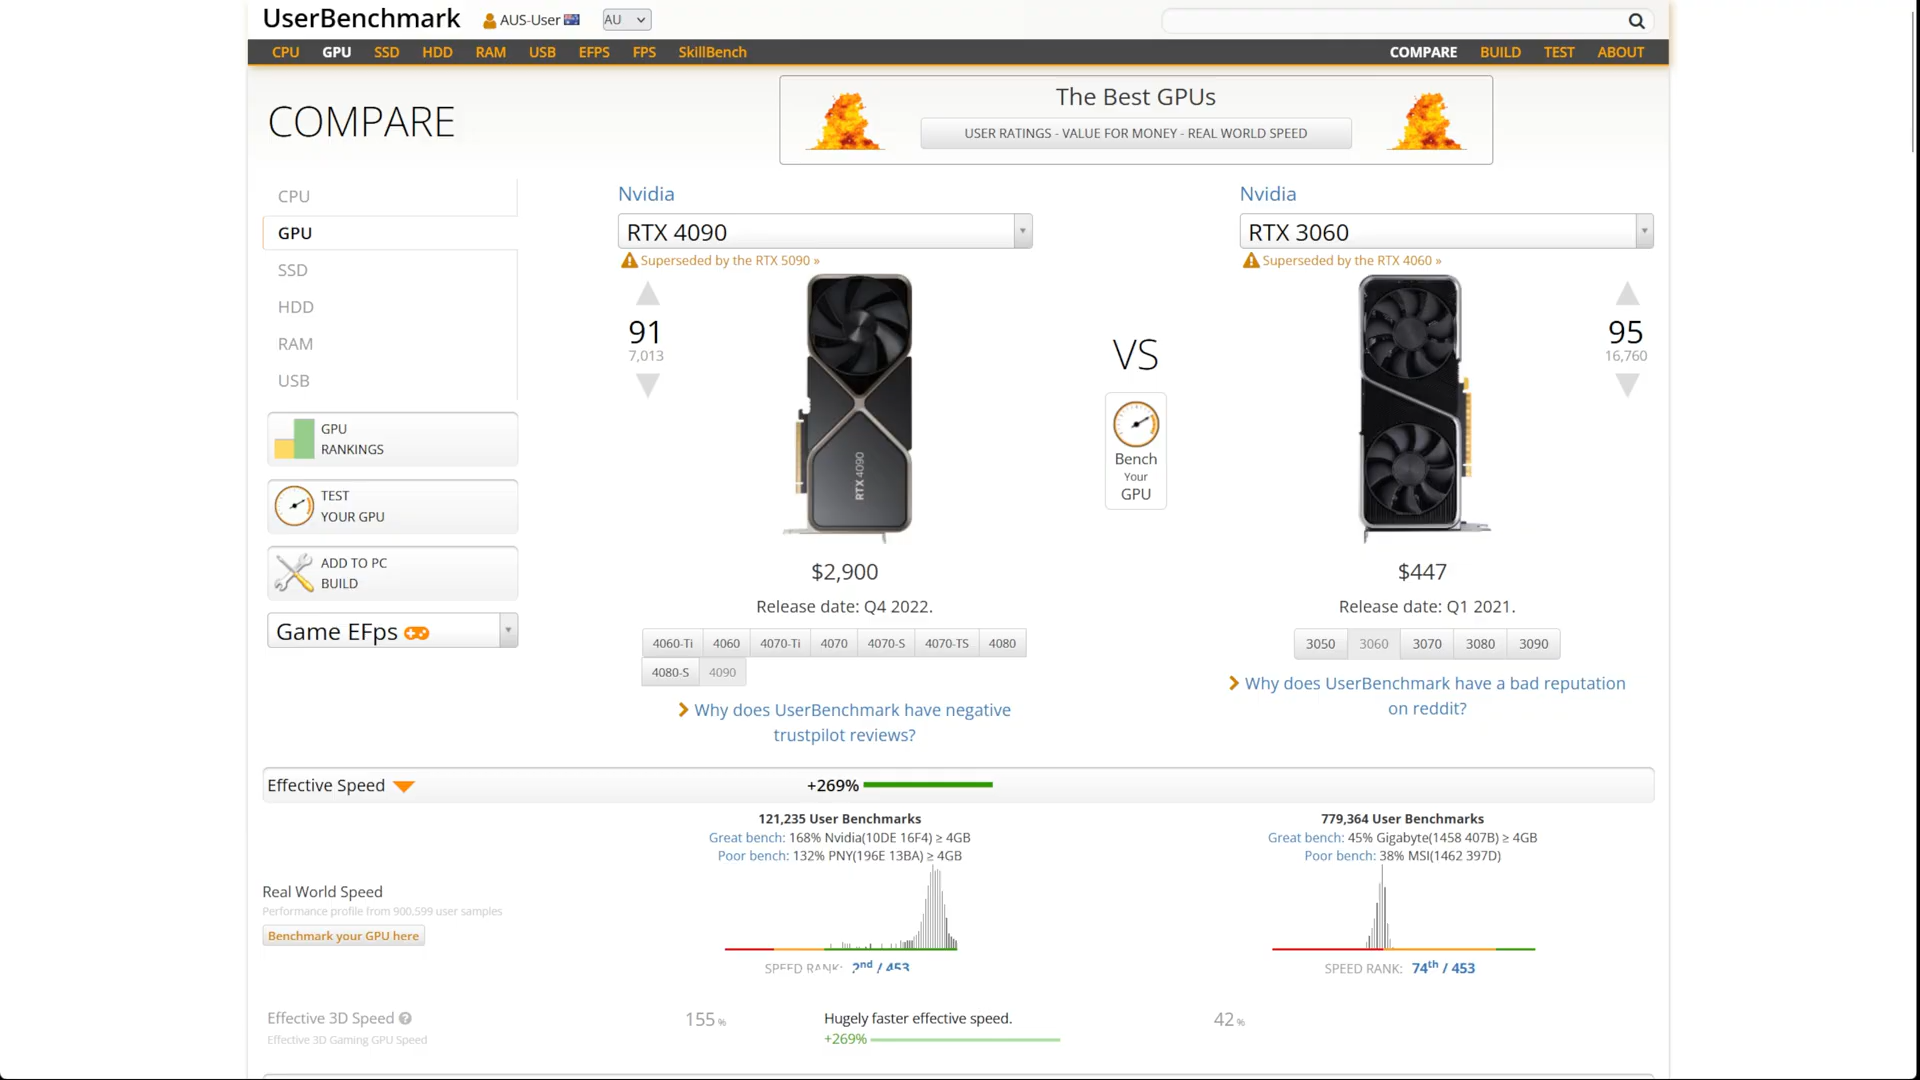 UserBenchmark
AUS-User
AU
CPU GPU SSD HDD RAM USB EFPS FPS SkillBench
COMPARE BUILD TEST ABOUT
COMPARE
The Best GPUs
USER RATINGS - VALUE FOR MONEY - REAL WORLD SPEED
CPU
GPU
SSD
HDD
RAM
USB
GPU
RANKINGS
TEST
YOUR GPU
ADD TO PC
BUILD
Game EFps
Nvidia
RTX 4090
Superseded by the RTX 5090 »
91
7,013
RTX 4090
$2,900
Release date: Q4 2022.
4060-Ti 4060 4070-Ti 4070 4070-S 4070-TS 4080
4080-S 4090
Why does UserBenchmark have negative
trustpilot reviews?
VS
Bench
Your
GPU
Nvidia
RTX 3060
Superseded by the RTX 4060 »
95
16,760
$447
Release date: Q1 2021.
3050 3060 3070 3080 3090
Why does UserBenchmark have a bad reputation
on reddit?
Effective Speed
+269%
Real World Speed
Performance profile from 900,599 user samples
Benchmark your GPU here
121,235 User Benchmarks
Great bench: 168% Nvidia(10DE 16F4) ≥ 4GB
Poor bench: 132% PNY(196E 13BA) ≥ 4GB
SPEED RANK: 2nd / 453
779,364 User Benchmarks
Great bench: 45% Gigabyte(1458 407B) ≥ 4GB
Poor bench: 38% MSI(1462 397D)
SPEED RANK: 74th / 453
Effective 3D Speed
Effective 3D Gaming GPU Speed
155 %
Hugely faster effective speed.
+269%
42 %